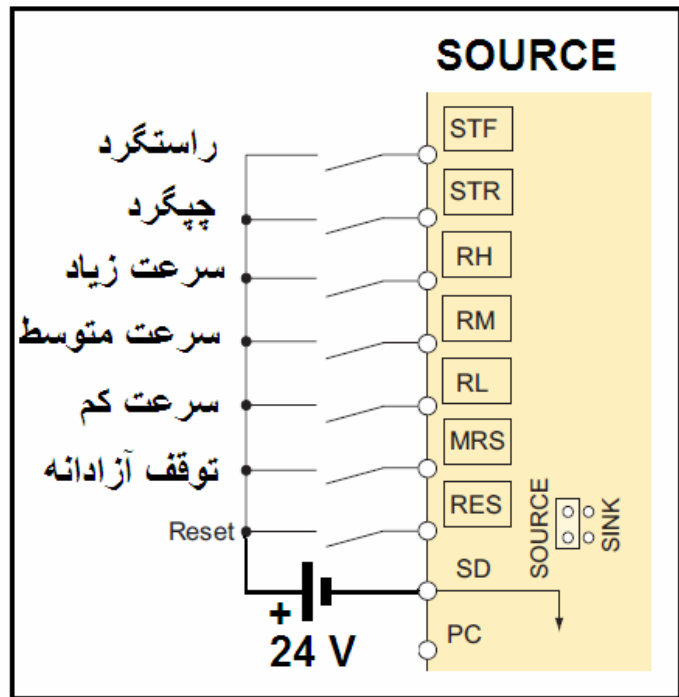 SOURCE
راستگرد
STF
چپگرد
STR
سرعت زیاد
RH
سرعت متوسط
RM
سرعت کم
RL
توقف آزادانه
MRS
Reset
RES
SOURCE
SINK
SD
+
24 V
PC